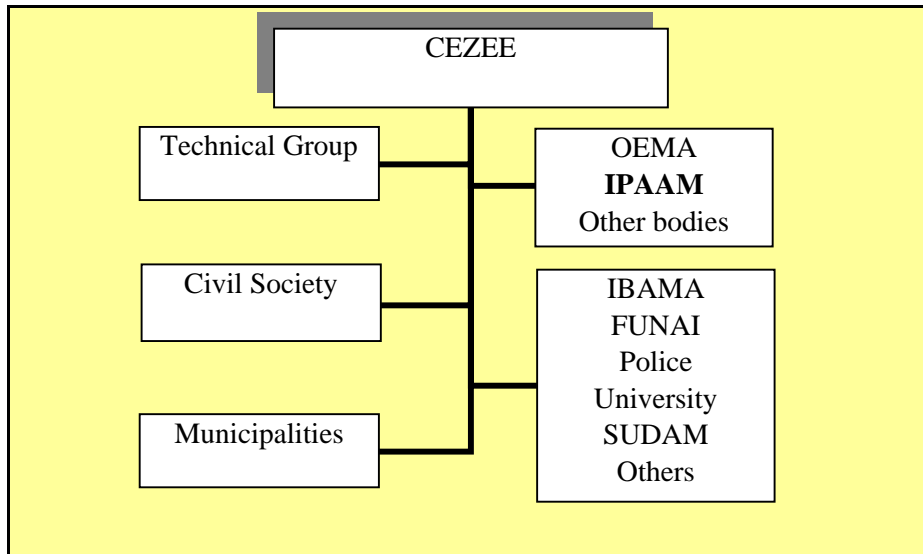 CEZEE
Technical Group
OEMA
IPAAM
Other bodies
Civil Society
IBAMA
FUNAI
Police
University
SUDAM
Others
Municipalities